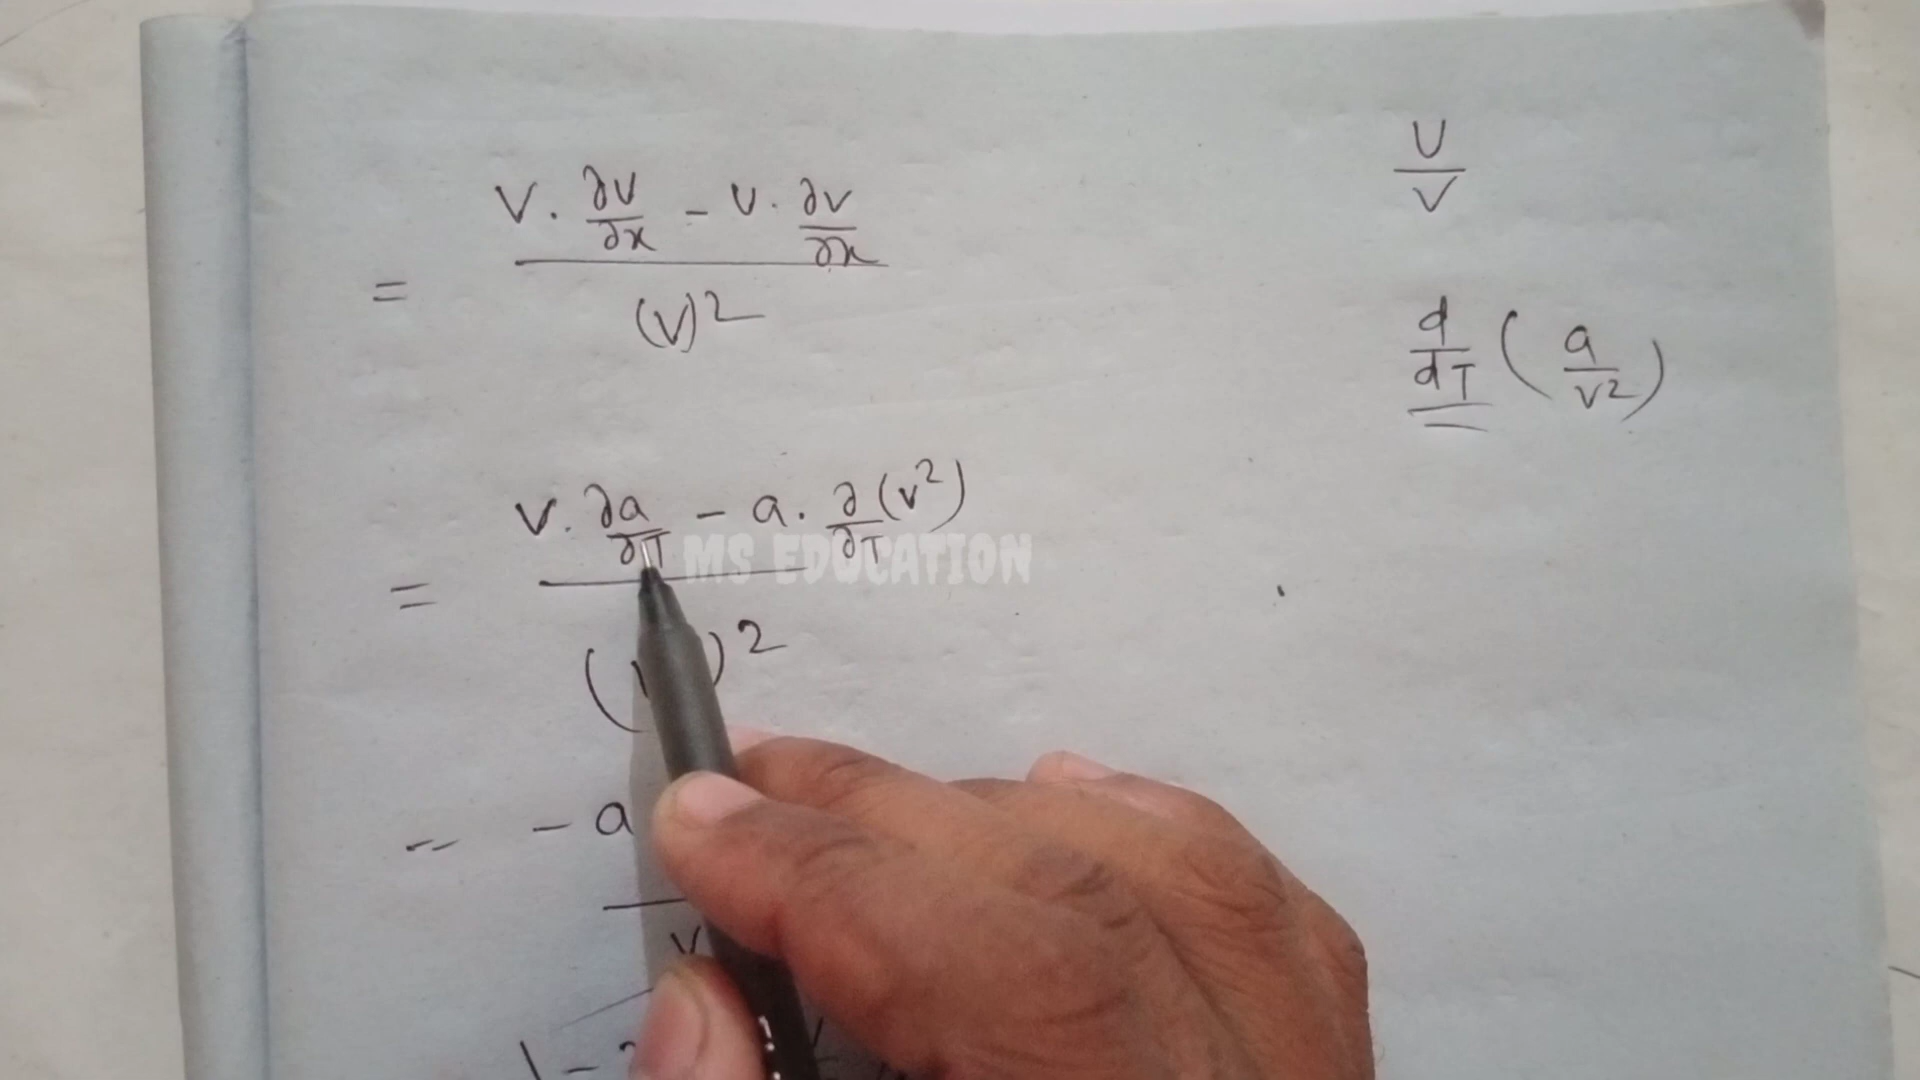 U/V
V · ∂U/∂x − U · ∂V/∂x
= ―――
(V)²
d/dT (a/V²)
V · ∂a/∂T − a · ∂/∂T (V²)
MS EDUCATION
= ―――
( )²
= − a
V